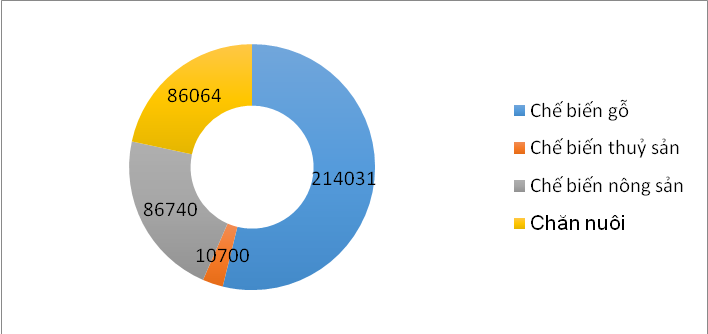 86064
214031
86740
10700
Chế biến gỗ
Chế biến thuỷ sản
Chế biến nông sản
Chăn nuôi